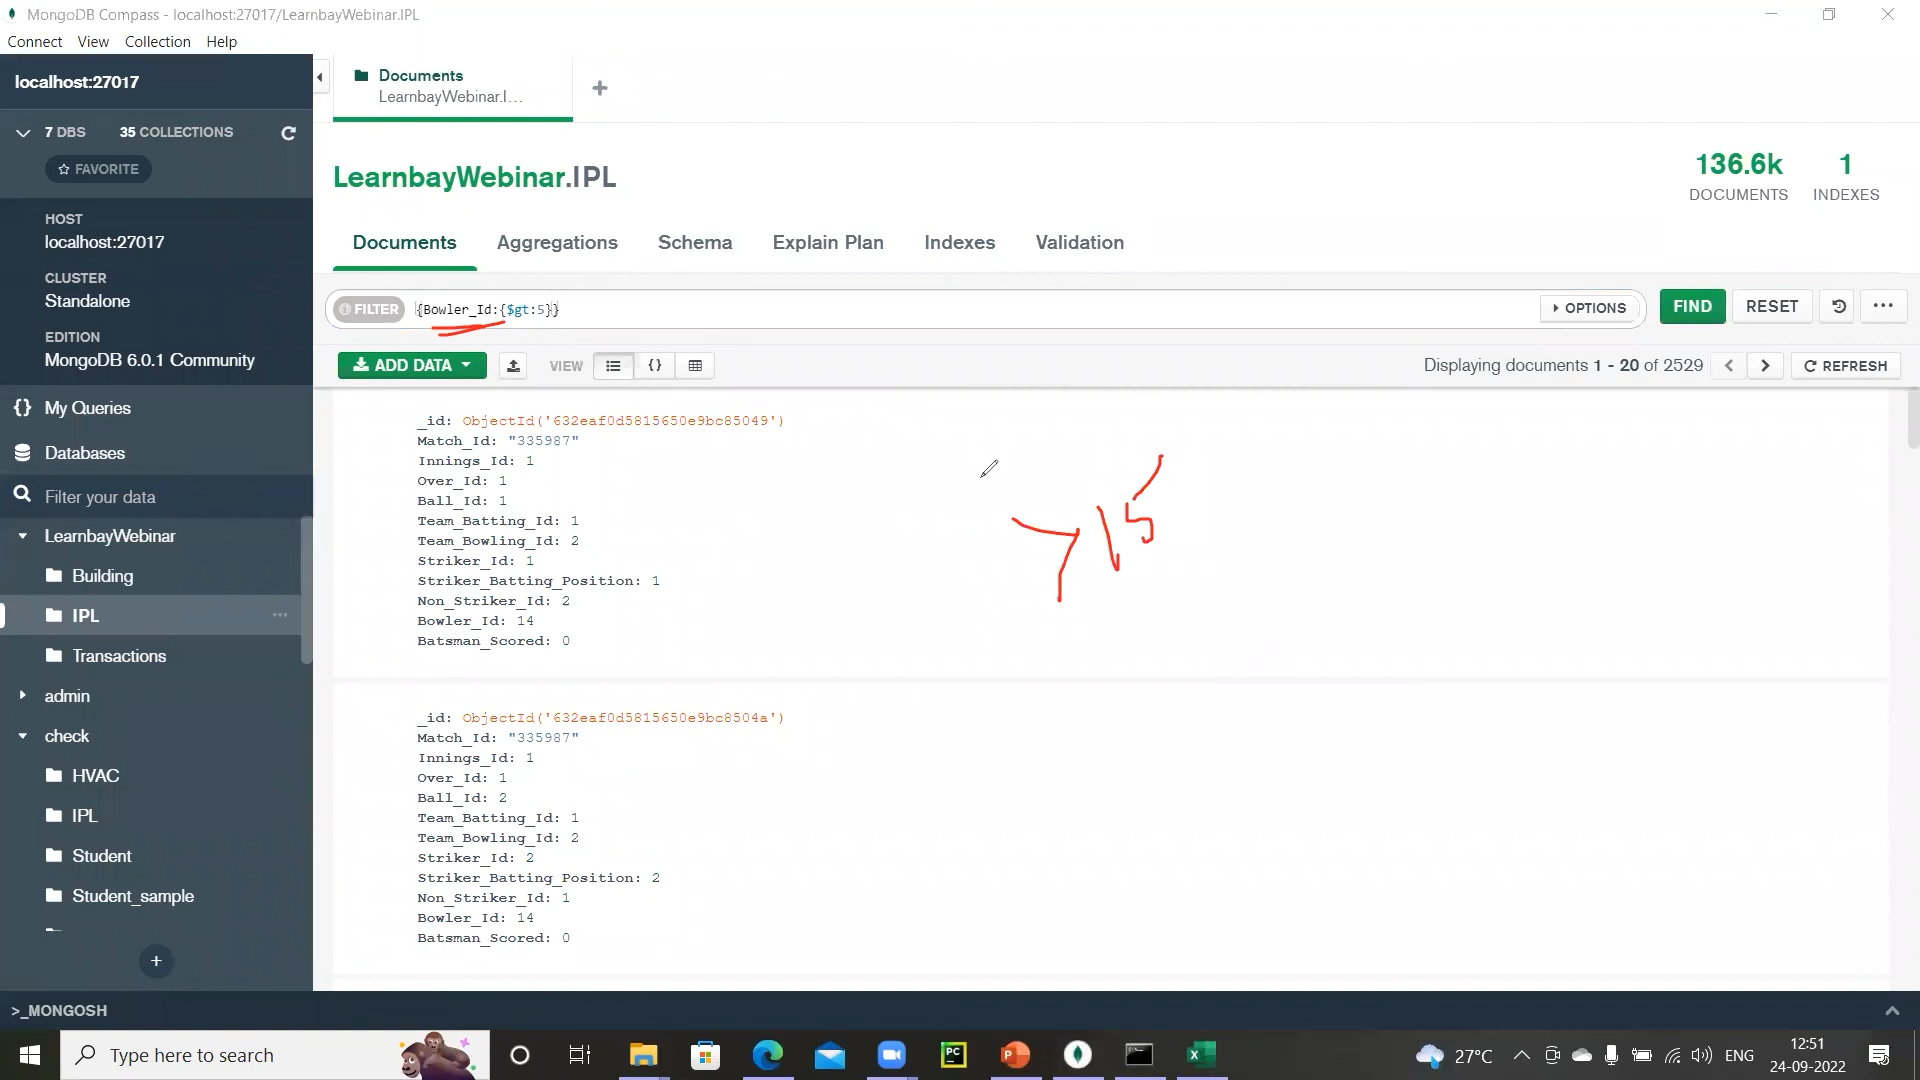 MongoDB Compass - localhost:27017/LearnbayWebinar.IPL
Connect View Collection Help
localhost:27017
7 DBS 35 COLLECTIONS
FAVORITE
HOST
localhost:27017
CLUSTER
Standalone
EDITION
MongoDB 6.0.1 Community
My Queries
Databases
Filter your data
LearnbayWebinar
Building
IPL
Transactions
admin
check
HVAC
IPL
Student
Student_sample
+
Documents
LearnbayWebinar.I...
+
LearnbayWebinar.IPL
136.6k
DOCUMENTS
1
INDEXES
Documents Aggregations Schema Explain Plan Indexes Validation
FILTER {Bowler_Id:{$gt:5}} OPTIONS FIND RESET
ADD DATA VIEW {} Displaying documents 1 - 20 of 2529 REFRESH
_id: ObjectId('632eaf0d5815650e9bc85049')
Match_Id: "335987"
Innings_Id: 1
Over_Id: 1
Ball_Id: 1
Team_Batting_Id: 1
Team_Bowling_Id: 2
Striker_Id: 1
Striker_Batting_Position: 1
Non_Striker_Id: 2
Bowler_Id: 14
Batsman_Scored: 0
_id: ObjectId('632eaf0d5815650e9bc8504a')
Match_Id: "335987"
Innings_Id: 1
Over_Id: 1
Ball_Id: 2
Team_Batting_Id: 1
Team_Bowling_Id: 2
Striker_Id: 2
Striker_Batting_Position: 2
Non_Striker_Id: 1
Bowler_Id: 14
Batsman_Scored: 0
>_MONGOSH
Type here to search
27°C ENG
12:51
24-09-2022